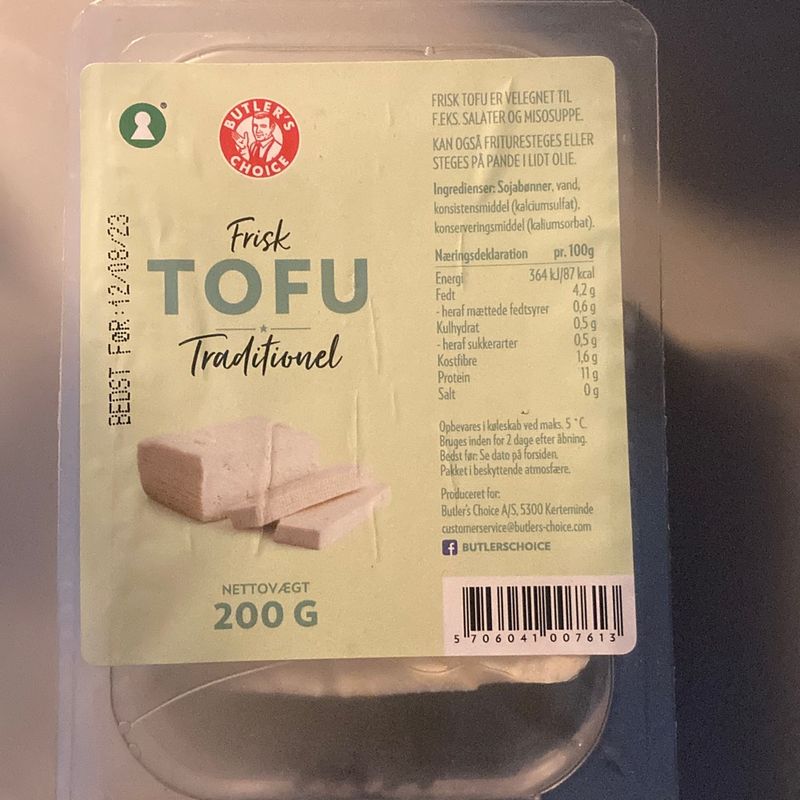 BUTLER'S
CHOICE
BEDST FØR:12/08/23
Frisk
TOFU
Traditionel
NETTOVÆGT
200 G
FRISK TOFU ER VELEGNET TIL
F.EKS. SALATER OG MISOSUPPE.
KAN OGSÅ FRITURESTEGES ELLER
STEGES PÅ PANDE I LIDT OLIE.
Ingredienser: Sojabønner, vand,
konsistensmiddel (kalciumsulfat),
konserveringsmiddel (kaliumsorbat).
Næringsdeklaration pr. 100g
Energi 364 kJ/87 kcal
Fedt 4,2 g
- heraf mættede fedtsyrer 0,6 g
Kulhydrat 0,5 g
- heraf sukkerarter 0,5 g
Kostfibre 1,6 g
Protein 11 g
Salt 0 g
Opbevares i køleskab ved maks. 5 °C.
Bruges inden for 2 dage efter åbning.
Bedst før: Se dato på forsiden.
Pakket i beskyttende atmosfære.
Produceret for:
Butler's Choice A/S, 5300 Kerteminde
customerservice@butlers-choice.com
f BUTLERSCHOICE
5 706041 007613